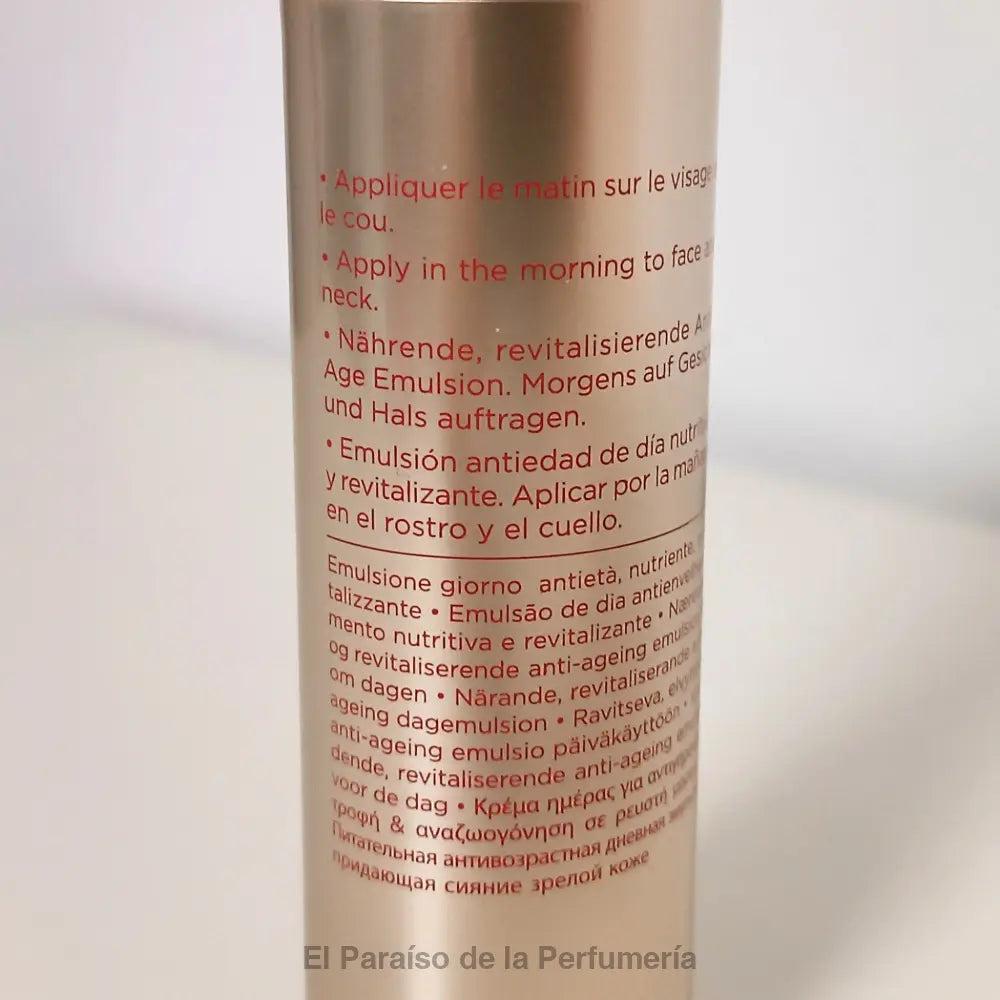 • Appliquer le matin sur le visage
le cou.
• Apply in the morning to face
neck.
• Nährende, revitalisierende
Age Emulsion. Morgens auf
und Hals auftragen.
• Emulsión antiedad de día
y revitalizante. Aplicar por la
en el rostro y el cuello.
Emulsione giorno antietà, nutriente,
talizzante • Emulsão de dia
mento nutritiva e revitalizante •
og revitaliserende anti-ageing
om dagen • Närande, revitaliserande
ageing dagemulsion • Ravitseva,
anti-ageing emulsio päiväkäyttöön •
dende, revitaliserende anti-ageing
voor de dag • Κρέμα ημέρας για
τροφή & αναζωογόνηση σε ρευστή
Питательная антивозрастная дневная
придающая сияние зрелой коже
El Paraíso de la Perfumería